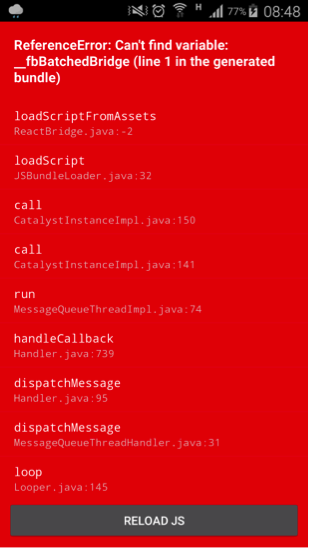 H 77% 08:48
ReferenceError: Can't find variable:
__fbBatchedBridge (line 1 in the generated
bundle)
loadScriptFromAssets
ReactBridge.java:-2
loadScript
JSBundleLoader.java:32
call
CatalystInstanceImpl.java:150
call
CatalystInstanceImpl.java:141
run
MessageQueueThreadImpl.java:74
handleCallback
Handler.java:739
dispatchMessage
Handler.java:95
dispatchMessage
MessageQueueThreadHandler.java:31
loop
Looper.java:145
RELOAD JS